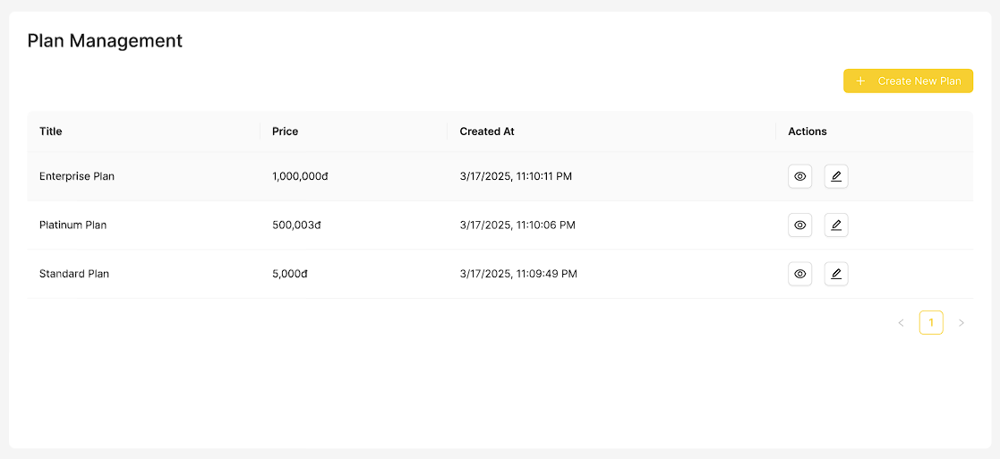 Plan Management
Create New Plan
Title Price Created At Actions
Enterprise Plan 1,000,000đ 3/17/2025, 11:10:11 PM
Platinum Plan 500,003đ 3/17/2025, 11:10:06 PM
Standard Plan 5,000đ 3/17/2025, 11:09:49 PM
1